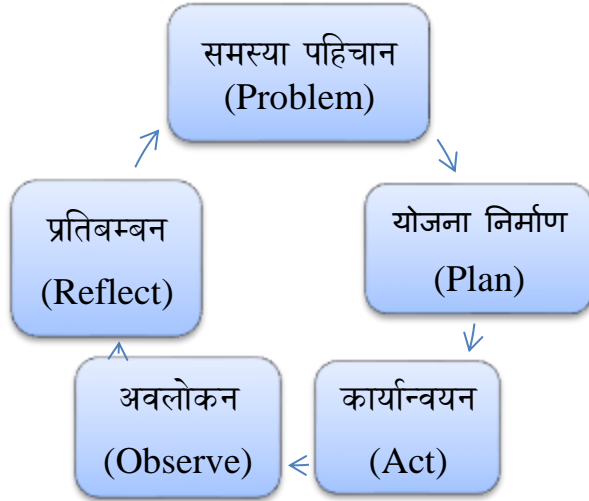 समस्या पहिचान
(Problem)
योजना निर्माण
(Plan)
कार्यान्वयन
(Act)
अवलोकन
(Observe)
प्रतिबम्बन
(Reflect)